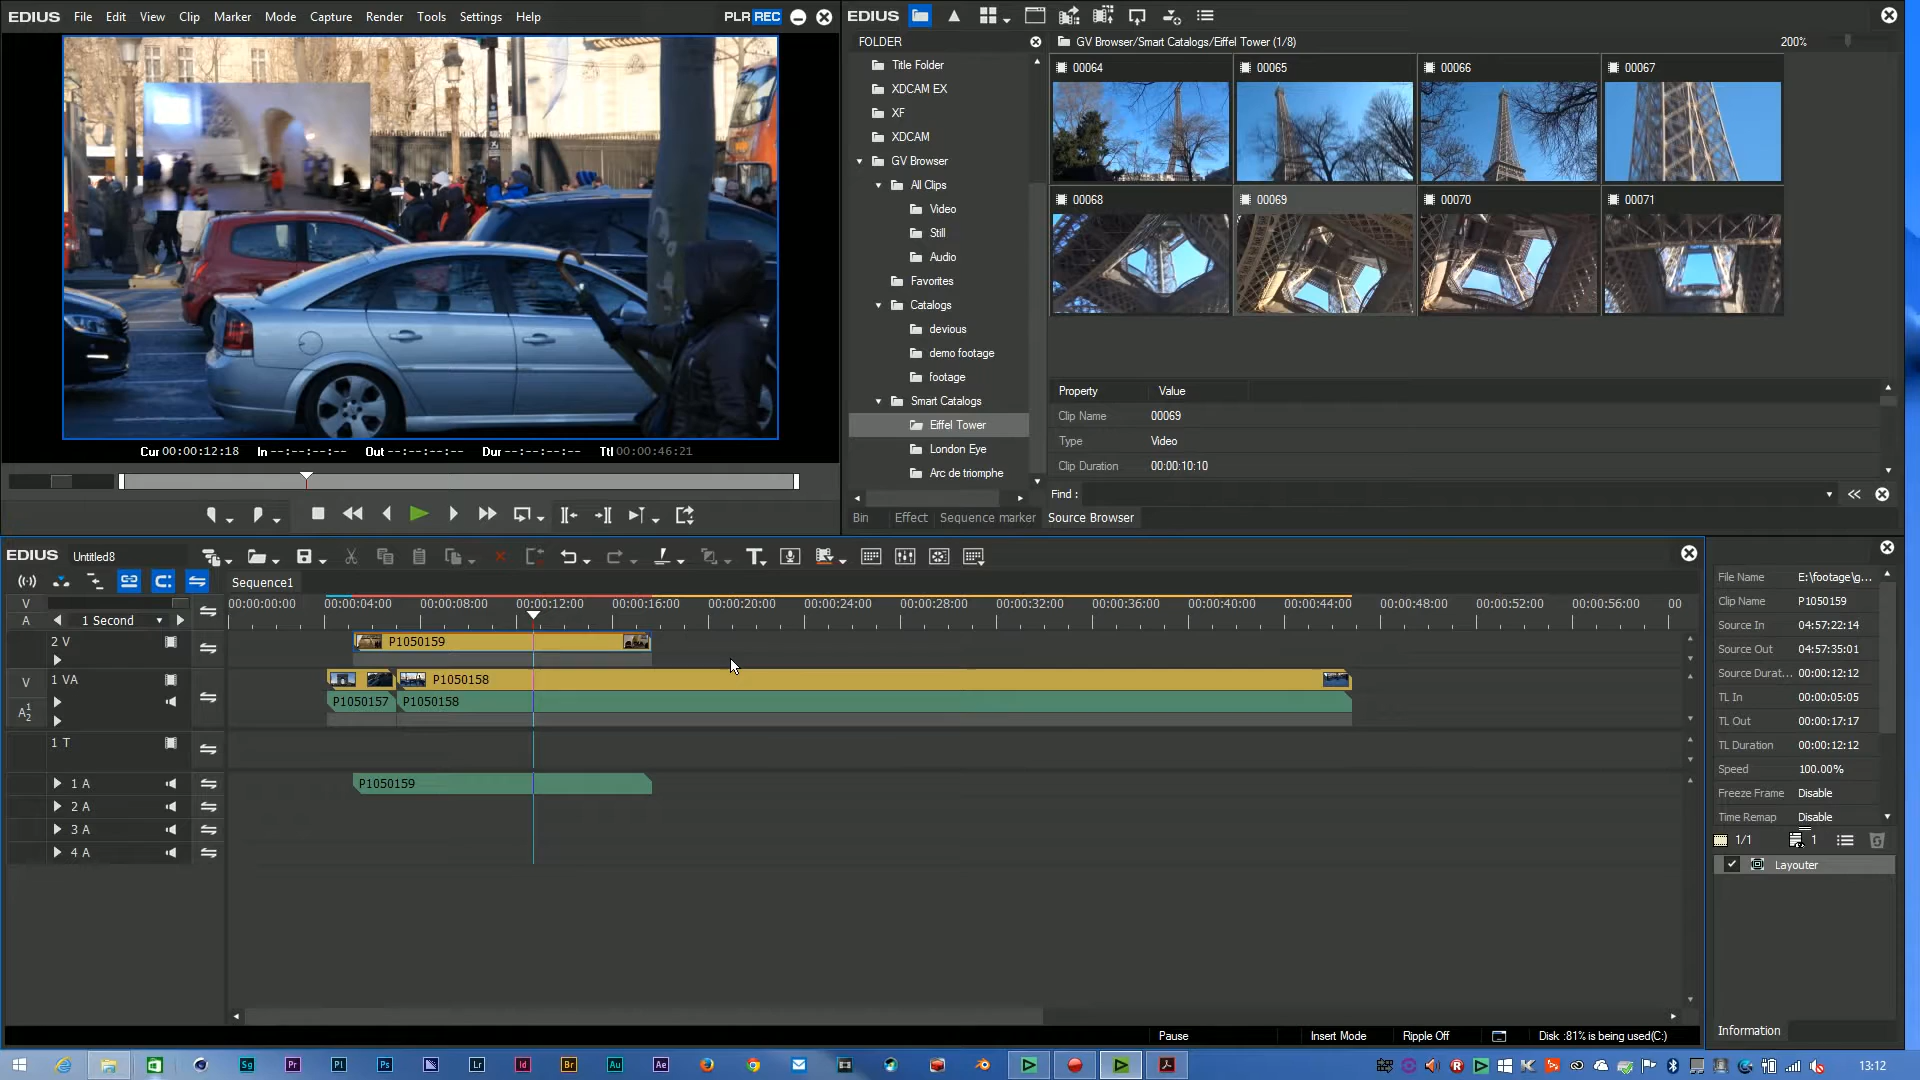 EDIUS File Edit View Clip Marker Mode Capture Render Tools Settings Help PLR REC
Cur 00:00:12:18 In --:--:--:-- Out --:--:--:-- Dur --:--:--:-- Ttl 00:00:46:21
EDIUS
FOLDER
GV Browser/Smart Catalogs/Eiffel Tower (1/8)
200%
Title Folder
XDCAM EX
XF
XDCAM
GV Browser
All Clips
Video
Still
Audio
Favorites
Catalogs
devious
demo footage
footage
Smart Catalogs
Eiffel Tower
London Eye
Arc de triomphe
00064 00065 00066 00067
00068 00069 00070 00071
Property Value
Clip Name 00069
Type Video
Clip Duration 00:00:10:10
Find :
Bin Effect Sequence marker Source Browser
EDIUS Untitled8
Sequence1
V
A 1 Second
00:00:00:00 00:00:04:00 00:00:08:00 00:00:12:00 00:00:16:00 00:00:20:00 00:00:24:00 00:00:28:00 00:00:32:00 00:00:36:00 00:00:40:00 00:00:44:00 00:00:48:00 00:00:52:00 00:00:56:00 00
2 V P1050159
V 1 VA P1050158
A 1 2 P1050157 P1050158
1 T
1 A P1050159
2 A
3 A
4 A
File Name E:\footage\g...
Clip Name P1050159
Source In 04:57:22:14
Source Out 04:57:35:01
Source Durat... 00:00:12:12
TL In 00:00:05:05
TL Out 00:00:17:17
TL Duration 00:00:12:12
Speed 100.00%
Freeze Frame Disable
Time Remap Disable
1/1 1
Layouter
Information
Pause Insert Mode Ripple Off Disk :81% is being used(C:)
Sg Pr Pl Ps Lr Id Br Au Ae
13:12